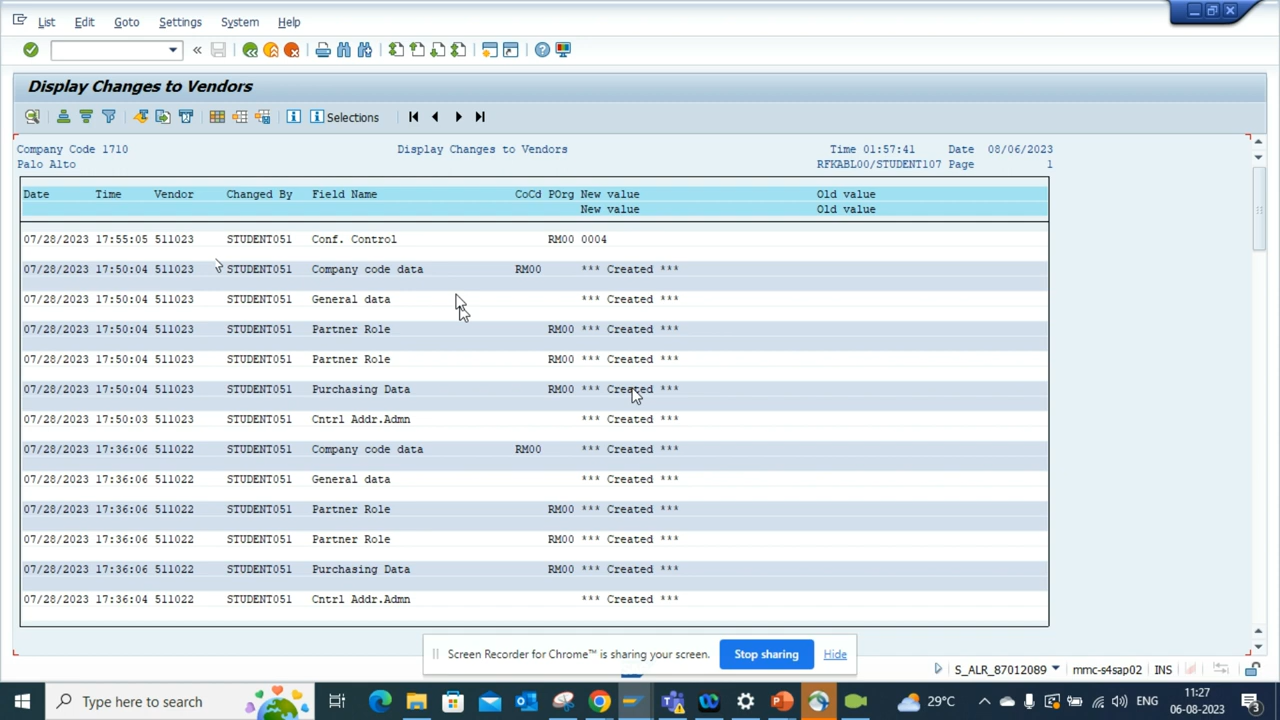 List Edit Goto Settings System Help
Display Changes to Vendors
Selections
Company Code 1710 Display Changes to Vendors Time 01:57:41 Date 08/06/2023
Palo Alto RFKABL00/STUDENT107 Page 1
Date Time Vendor Changed By Field Name CoCd POrg New value Old value
New value Old value
07/28/2023 17:55:05 511023 STUDENT051 Conf. Control RM00 0004
07/28/2023 17:50:04 511023 STUDENT051 Company code data RM00 *** Created ***
07/28/2023 17:50:04 511023 STUDENT051 General data *** Created ***
07/28/2023 17:50:04 511023 STUDENT051 Partner Role RM00 *** Created ***
07/28/2023 17:50:04 511023 STUDENT051 Partner Role RM00 *** Created ***
07/28/2023 17:50:04 511023 STUDENT051 Purchasing Data RM00 *** Created ***
07/28/2023 17:50:03 511023 STUDENT051 Cntrl Addr.Admn *** Created ***
07/28/2023 17:36:06 511022 STUDENT051 Company code data RM00 *** Created ***
07/28/2023 17:36:06 511022 STUDENT051 General data *** Created ***
07/28/2023 17:36:06 511022 STUDENT051 Partner Role RM00 *** Created ***
07/28/2023 17:36:06 511022 STUDENT051 Partner Role RM00 *** Created ***
07/28/2023 17:36:06 511022 STUDENT051 Purchasing Data RM00 *** Created ***
07/28/2023 17:36:04 511022 STUDENT051 Cntrl Addr.Admn *** Created ***
Screen Recorder for Chrome™ is sharing your screen. Stop sharing Hide
S_ALR_87012089 mmc-s4sap02 INS
Type here to search 29°C ENG 11:27
06-08-2023 3